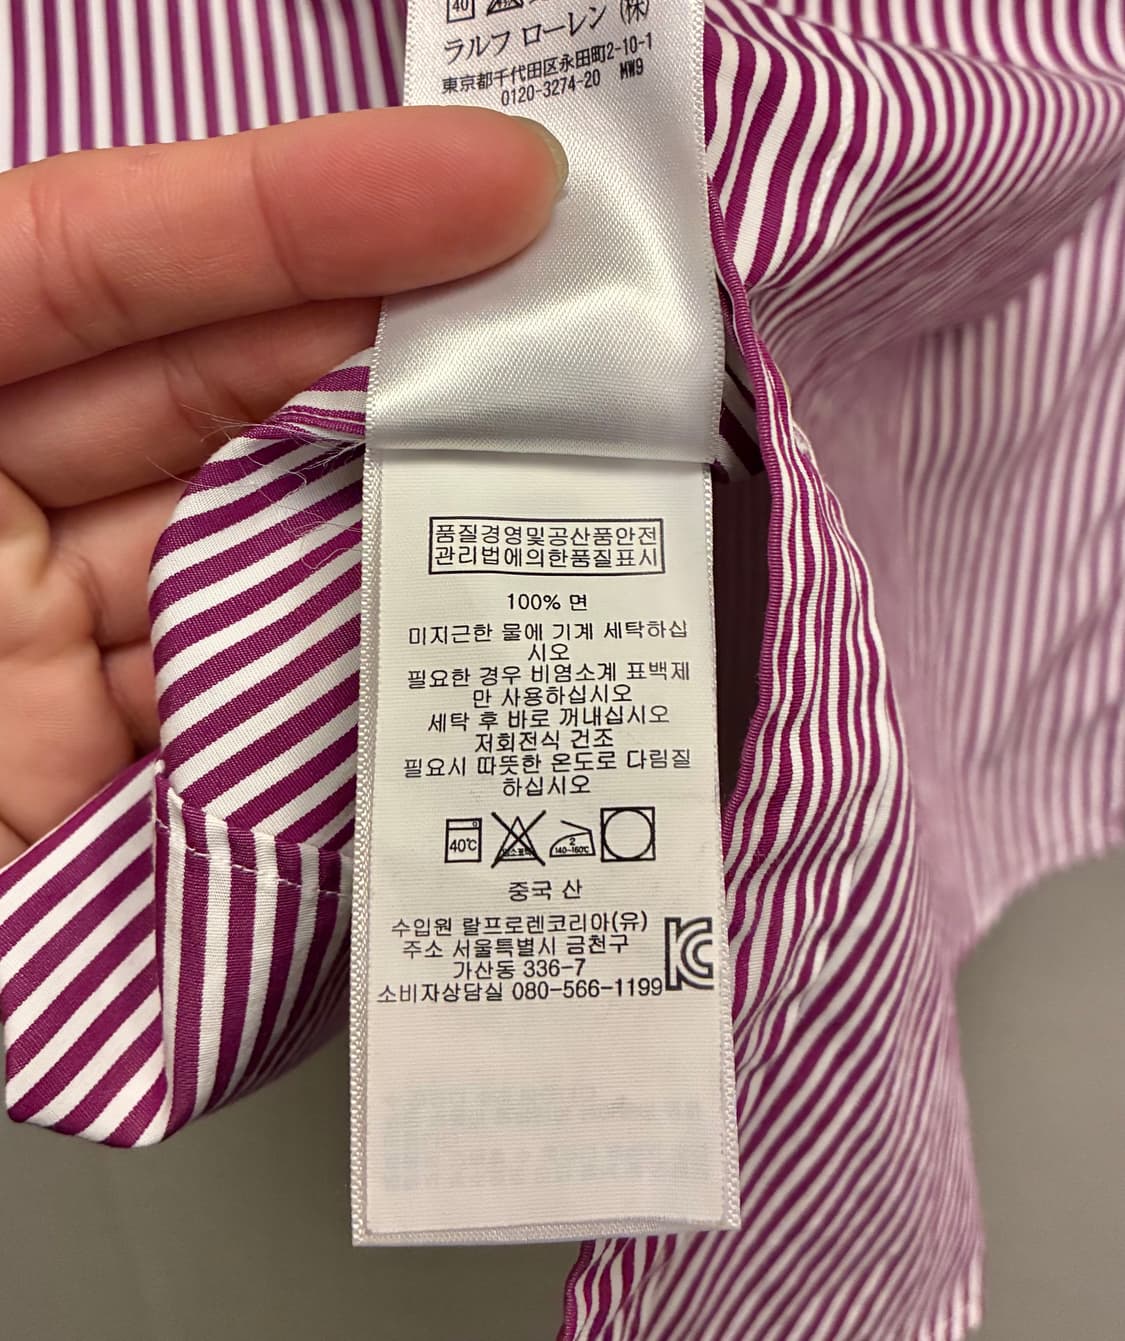 40
ラルフ ローレン (株)
東京都千代田区永田町2-10-1
0120-3274-20 MW9
품질경영및공산품안전
관리법에의한품질표시
100% 면
미지근한 물에 기계 세탁하십
시오
필요한 경우 비염소계 표백제
만 사용하십시오
세탁 후 바로 꺼내십시오
저회전식 건조
필요시 따뜻한 온도로 다림질
하십시오
40℃ 2 140-160℃
중국 산
수입원 랄프로렌코리아(유)
주소 서울특별시 금천구
가산동 336-7
소비자상담실 080-566-1199